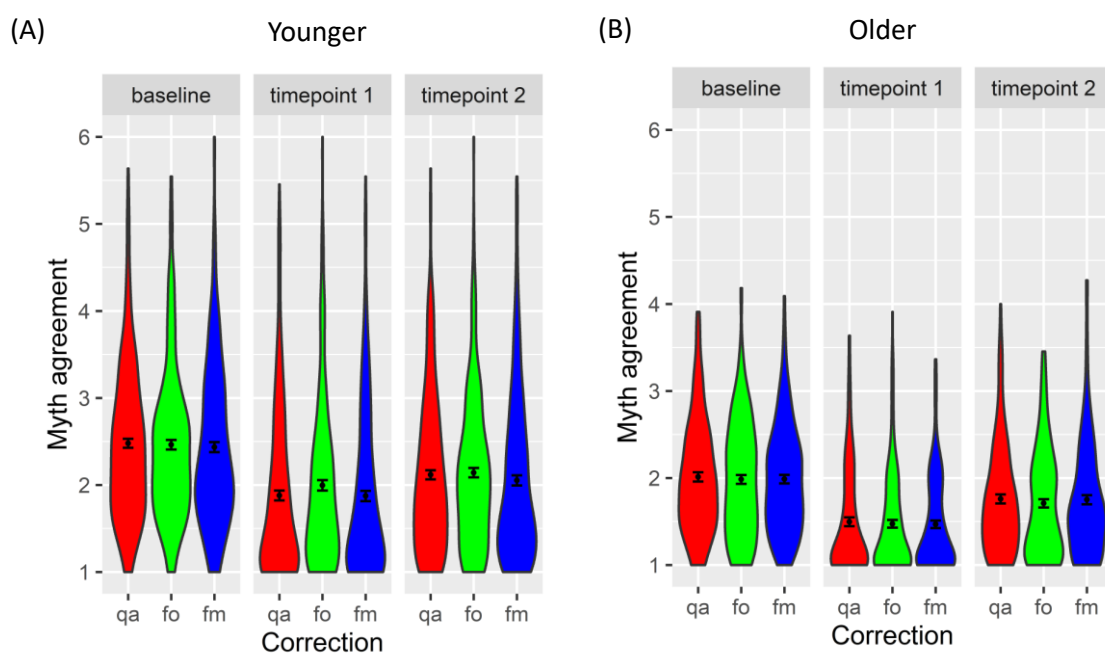 (A) Younger
baseline timepoint 1 timepoint 2
6
5
4
3
2
1
Myth agreement
qa fo fm qa fo fm qa fo fm
Correction
(B) Older
baseline timepoint 1 timepoint 2
6
5
4
3
2
1
Myth agreement
qa fo fm qa fo fm qa fo fm
Correction